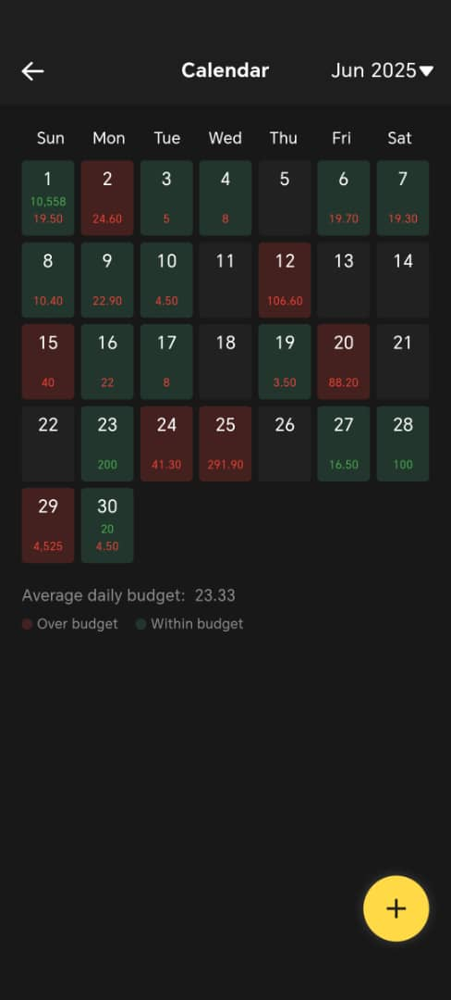 Calendar Jun 2025
Sun Mon Tue Wed Thu Fri Sat
1 2 3 4 5 6 7
10,558
19.50 24.60 5 8 19.70 19.30
8 9 10 11 12 13 14
10.40 22.90 4.50 106.60
15 16 17 18 19 20 21
40 22 8 3.50 88.20
22 23 24 25 26 27 28
200 41.30 291.90 16.50 100
29 30
20
4,525 4.50
Average daily budget: 23.33
Over budget Within budget
+